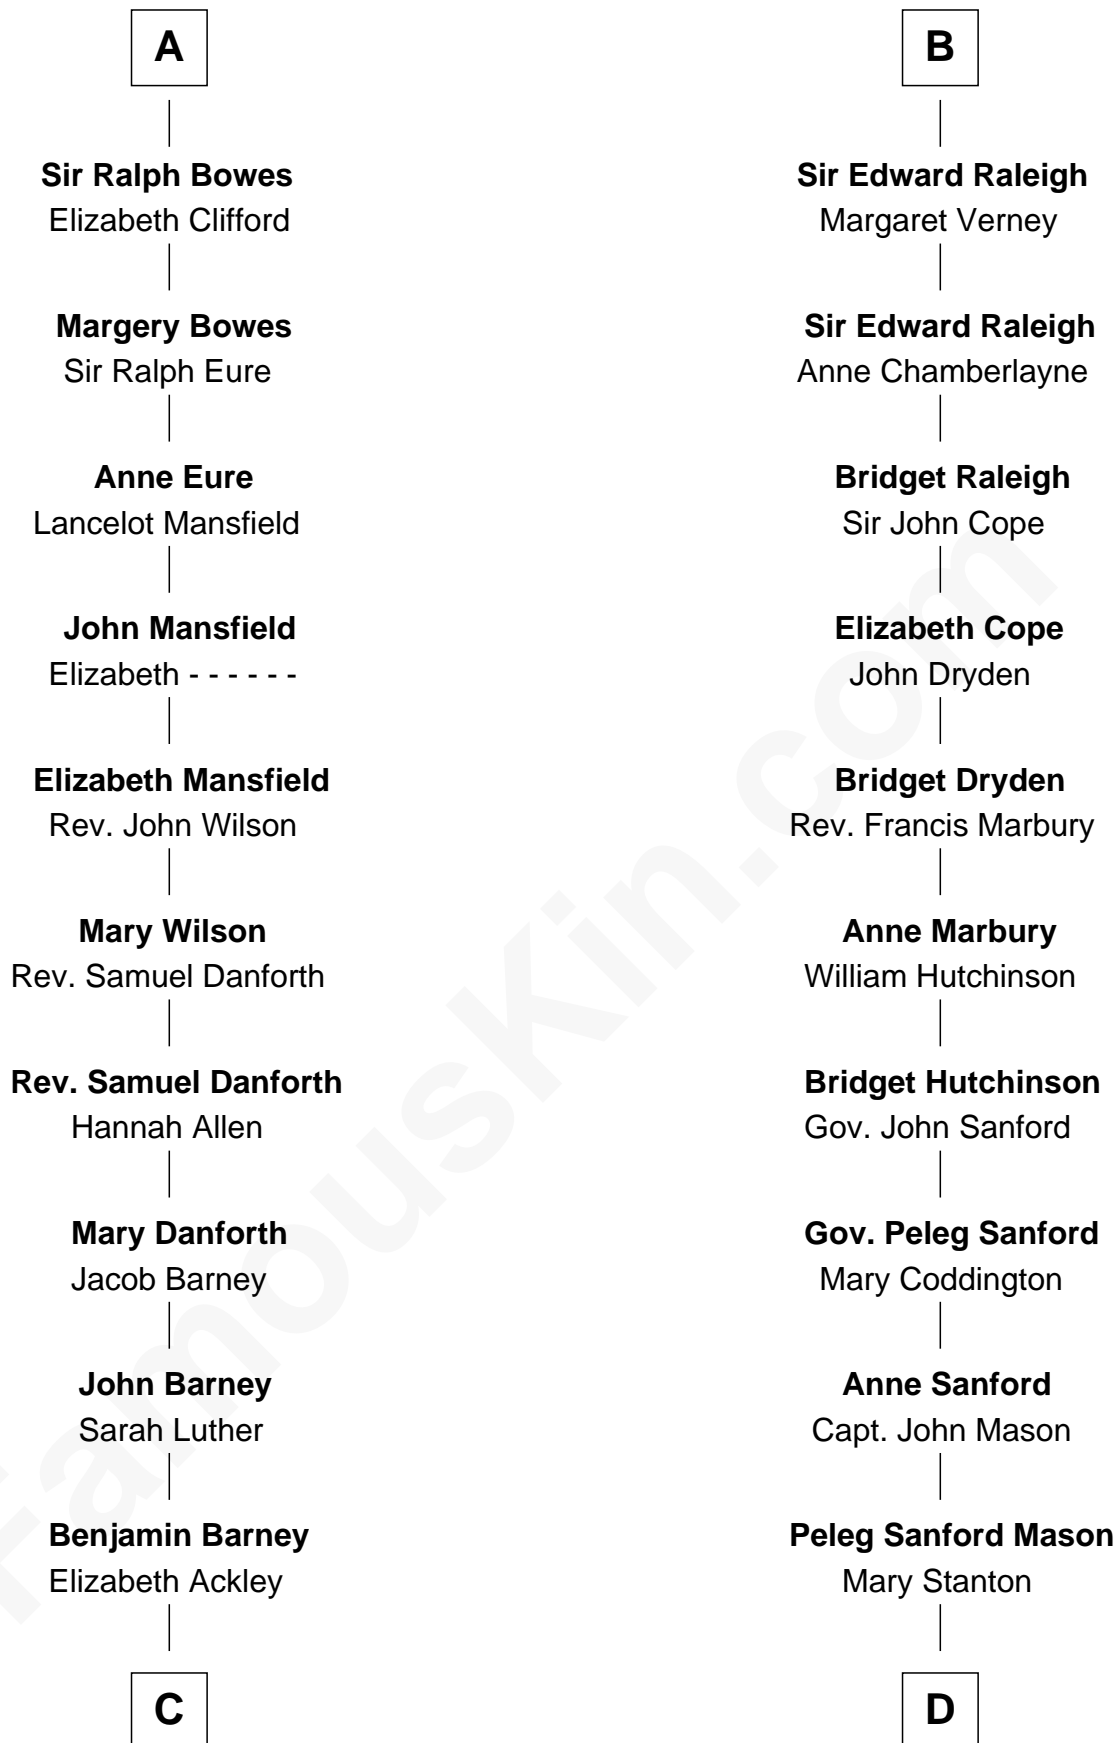 A
Sir Ralph Bowes
Elizabeth Clifford
Margery Bowes
Sir Ralph Eure
Anne Eure
Lancelot Mansfield
John Mansfield
Elizabeth - - - - - -
Elizabeth Mansfield
Rev. John Wilson
Mary Wilson
Rev. Samuel Danforth
Rev. Samuel Danforth
Hannah Allen
Mary Danforth
Jacob Barney
John Barney
Sarah Luther
Benjamin Barney
Elizabeth Ackley
C
B
Sir Edward Raleigh
Margaret Verney
Sir Edward Raleigh
Anne Chamberlayne
Bridget Raleigh
Sir John Cope
Elizabeth Cope
John Dryden
Bridget Dryden
Rev. Francis Marbury
Anne Marbury
William Hutchinson
Bridget Hutchinson
Gov. John Sanford
Gov. Peleg Sanford
Mary Coddington
Anne Sanford
Capt. John Mason
Peleg Sanford Mason
Mary Stanton
D
FamousKin.com